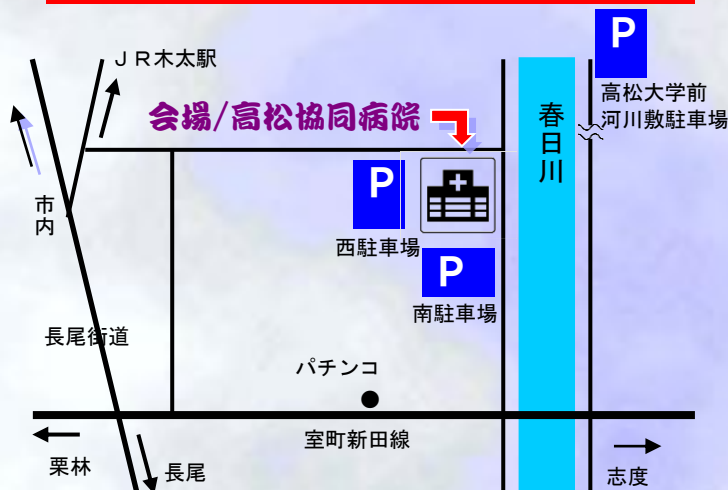 P
ＪＲ木太駅
高松大学前
河川敷駐車場
会場/高松協同病院
春日川
P
市内
西駐車場
P
南駐車場
長尾街道
パチンコ
室町新田線
栗林
長尾
志度